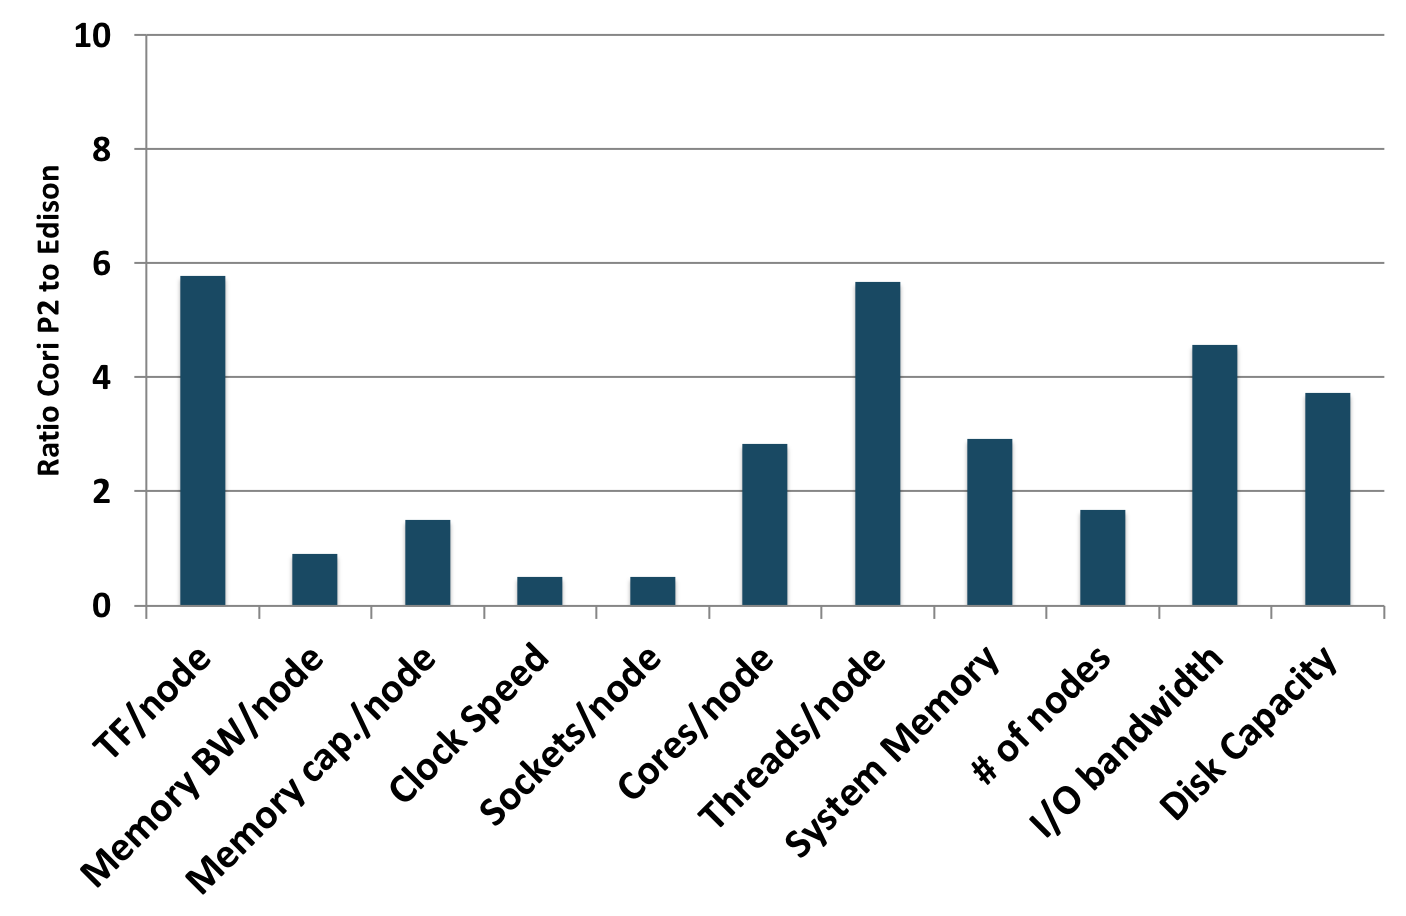 10
8
6
4
2
0
Ratio Cori P2 to Edison
TF/node
Memory BW/node
Memory cap./node
Clock Speed
Sockets/node
Cores/node
Threads/node
System Memory
# of nodes
I/O bandwidth
Disk Capacity